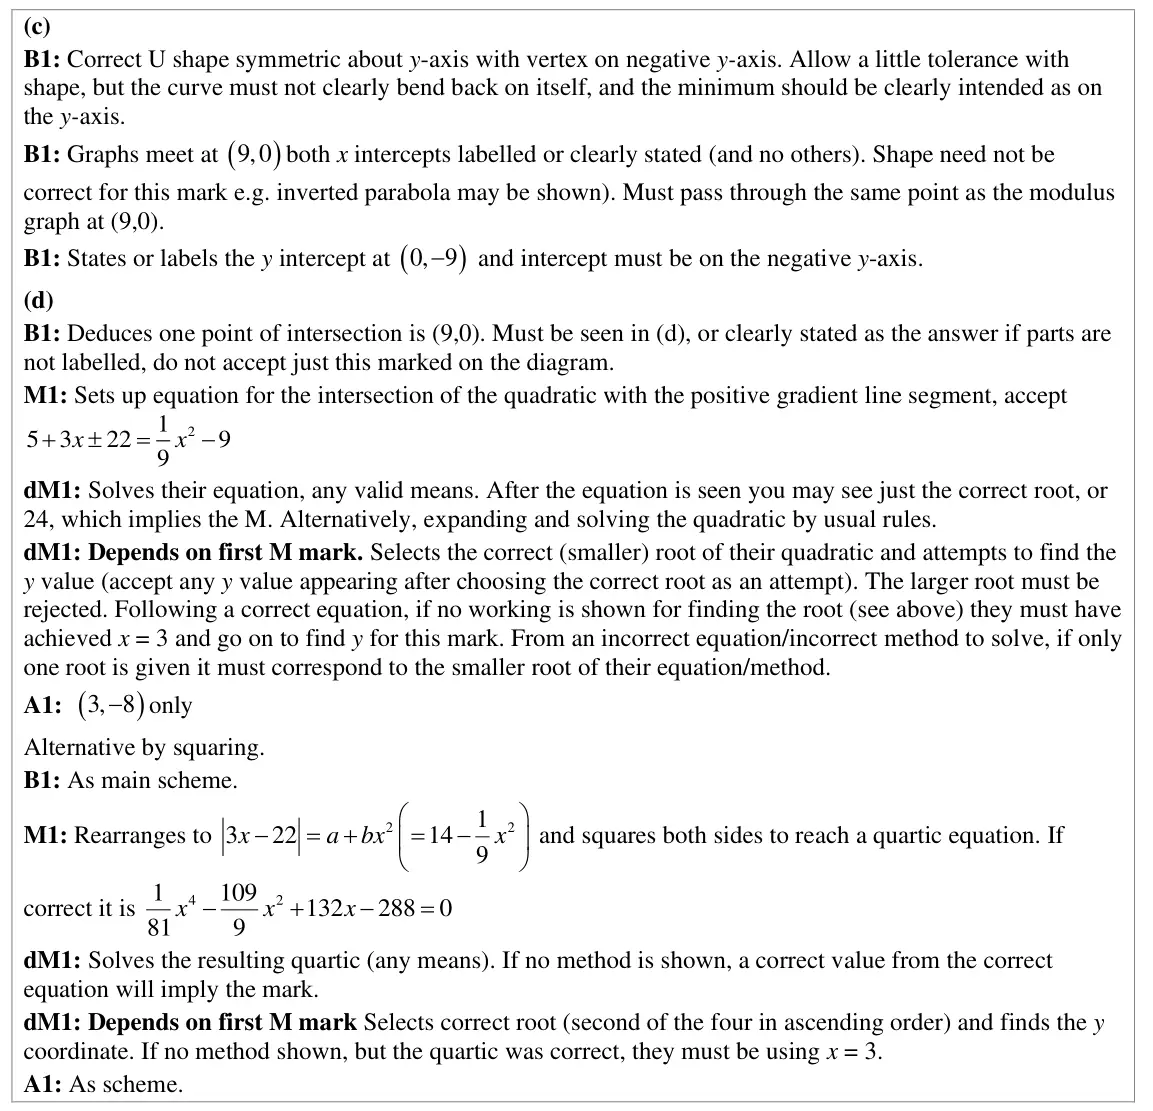 (c)
B1: Correct U shape symmetric about y-axis with vertex on negative y-axis. Allow a little tolerance with
shape, but the curve must not clearly bend back on itself, and the minimum should be clearly intended as on
the y-axis.
B1: Graphs meet at (9,0) both x intercepts labelled or clearly stated (and no others). Shape need not be
correct for this mark e.g. inverted parabola may be shown). Must pass through the same point as the modulus
graph at (9,0).
B1: States or labels the y intercept at (0,−9) and intercept must be on the negative y-axis.
(d)
B1: Deduces one point of intersection is (9,0). Must be seen in (d), or clearly stated as the answer if parts are
not labelled, do not accept just this marked on the diagram.
M1: Sets up equation for the intersection of the quadratic with the positive gradient line segment, accept
5+3x±22 = 1/9 x² −9
dM1: Solves their equation, any valid means. After the equation is seen you may see just the correct root, or
24, which implies the M. Alternatively, expanding and solving the quadratic by usual rules.
dM1: Depends on first M mark. Selects the correct (smaller) root of their quadratic and attempts to find the
y value (accept any y value appearing after choosing the correct root as an attempt). The larger root must be
rejected. Following a correct equation, if no working is shown for finding the root (see above) they must have
achieved x = 3 and go on to find y for this mark. From an incorrect equation/incorrect method to solve, if only
one root is given it must correspond to the smaller root of their equation/method.
A1: (3,−8) only
Alternative by squaring.
B1: As main scheme.
M1: Rearranges to |3x−22| = a+bx² (=14− 1/9 x²) and squares both sides to reach a quartic equation. If
correct it is 1/81 x⁴ − 109/9 x² +132x−288 = 0
dM1: Solves the resulting quartic (any means). If no method is shown, a correct value from the correct
equation will imply the mark.
dM1: Depends on first M mark Selects correct root (second of the four in ascending order) and finds the y
coordinate. If no method shown, but the quartic was correct, they must be using x = 3.
A1: As scheme.